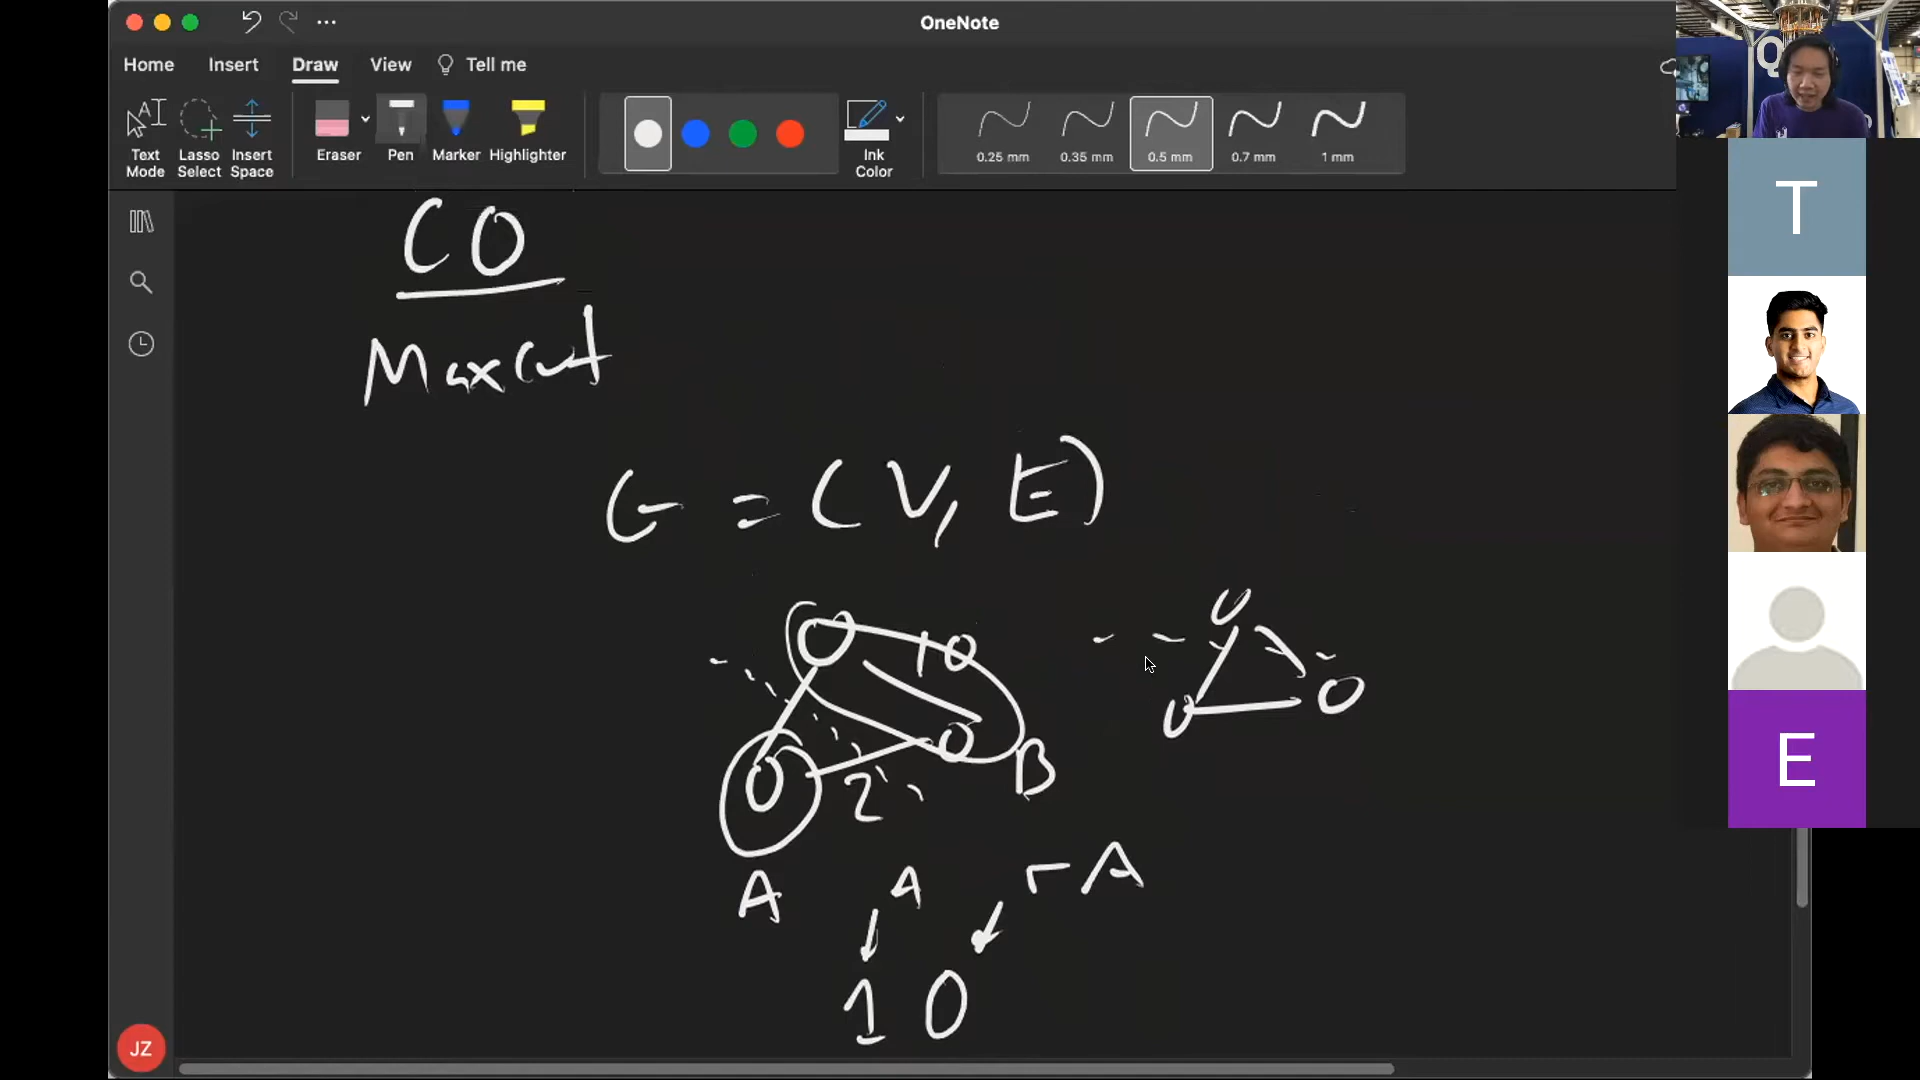 OneNote
Home Insert Draw View Tell me
Text Mode
Lasso Select
Insert Space
Eraser
Pen
Marker
Highlighter
Ink Color
0.25 mm 0.35 mm 0.5 mm 0.7 mm 1 mm
Q
T
E
CO
MaxCut
G = (V, E)
10
2
B
A
A ¬A
1 0
JZ